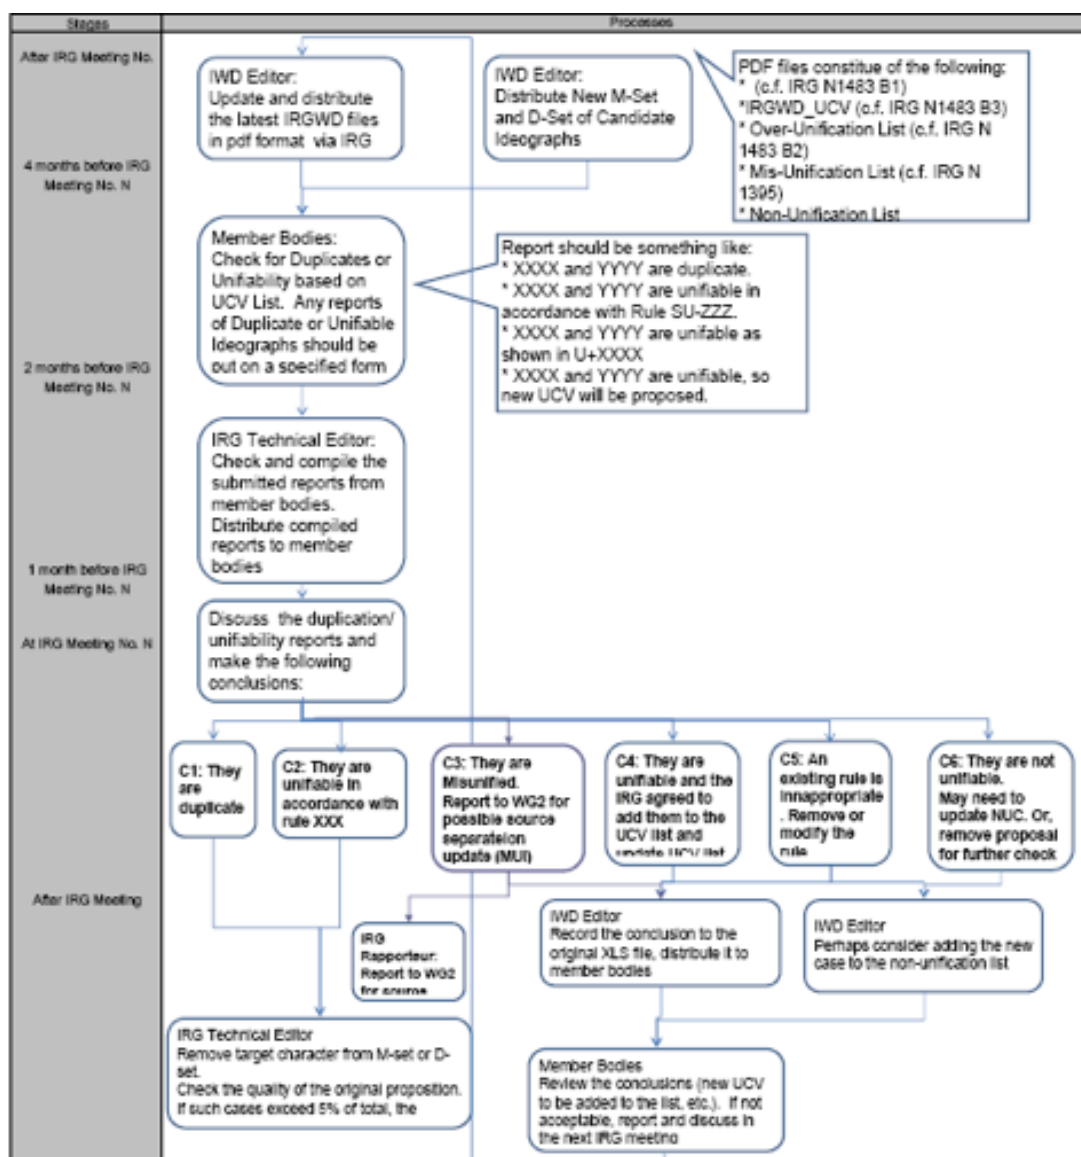 Stages
Processes
After IRG Meeting No.
4 months before IRG
Meeting No. N
2 months before IRG
Meeting No. N
1 month before IRG
Meeting No. N
At IRG Meeting No. N
After IRG Meeting
IWD Editor:
Update and distribute
the latest IRGWD files
in pdf format via IRG
IWD Editor:
Distribute New M-Set
and D-Set of Candidate
Ideographs
PDF files constitue of the following:
* (c.f. IRG N1483 B1)
*IRGWD_UCV (c.f. IRG N1483 B3)
* Over-Unification List (c.f. IRG N
1483 B2)
* Mis-Unification List (c.f. IRG N
1395)
* Non-Unification List
Member Bodies:
Check for Duplicates or
Unifiability based on
UCV List. Any reports
of Duplicate or Unifiable
Ideographs should be
out on a specified form
Report should be something like:
* XXXX and YYYY are duplicate.
* XXXX and YYYY are unifiable in
accordance with Rule SU-ZZZ.
* XXXX and YYYY are unifable as
shown in U+XXXX
* XXXX and YYYY are unifiable, so
new UCV will be proposed.
IRG Technical Editor:
Check and compile the
submitted reports from
member bodies.
Distribute compiled
reports to member
bodies
Discuss the duplication/
unifiability reports and
make the following
conclusions:
C1: They
are
duplicate
C2: They are
unifiable in
accordance with
rule XXX
C3: They are
Misunified.
Report to WG2 for
possible source
separateion
update (MUI)
C4: They are
unifiable and the
IRG agreed to
add them to the
UCV list and
update UCV list
C5: An
existing rule is
innappropriate
. Remove or
modify the
rule
C6: They are not
unifiable.
May need to
update NUC. Or,
remove proposal
for further check
IRG
Rapporteur:
Report to WG2
for source
IWD Editor
Record the conclusion to the
original XLS file, distribute it to
member bodies
IWD Editor
Perhaps consider adding the new
case to the non-unification list
IRG Technical Editor
Remove target character from M-set or D-
set.
Check the quality of the original proposition.
If such cases exceed 5% of total, the
Member Bodies
Review the conclusions (new UCV
to be added to the list, etc.). If not
acceptable, report and discuss in
the next IRG meeting